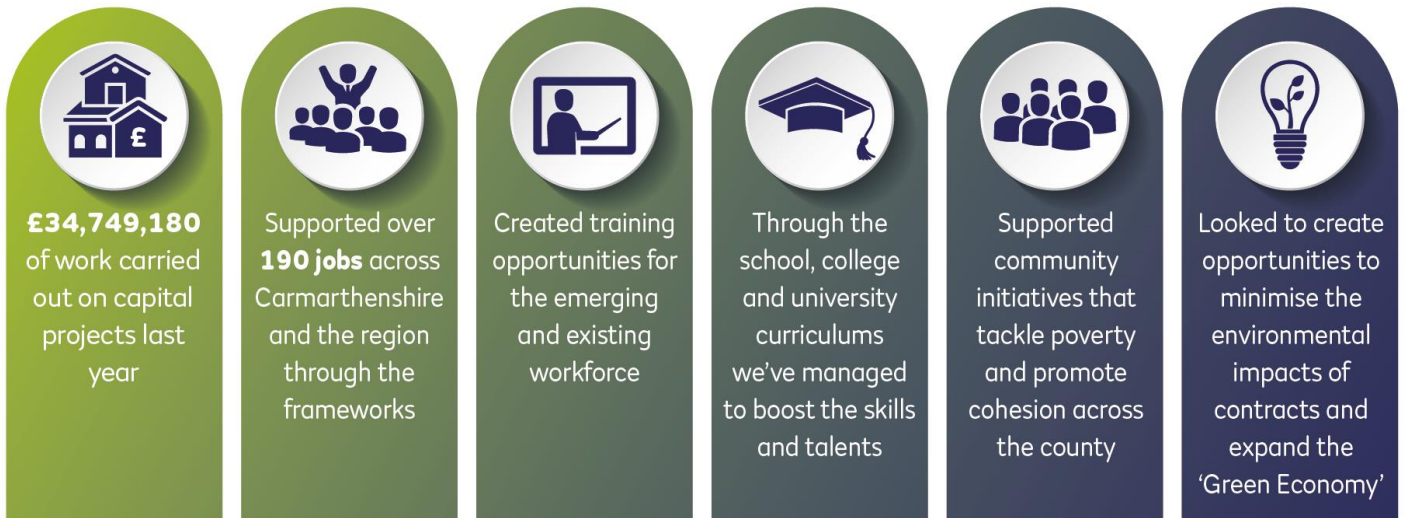 £
£34,749,180
of work carried
out on capital
projects last
year
Supported over
190 jobs across
Carmarthenshire
and the region
through the
frameworks
Created training
opportunities for
the emerging
and existing
workforce
Through the
school, college
and university
curriculums
we've managed
to boost the skills
and talents
Supported
community
initiatives that
tackle poverty
and promote
cohesion across
the county
Looked to create
opportunities to
minimise the
environmental
impacts of
contracts and
expand the
‘Green Economy’